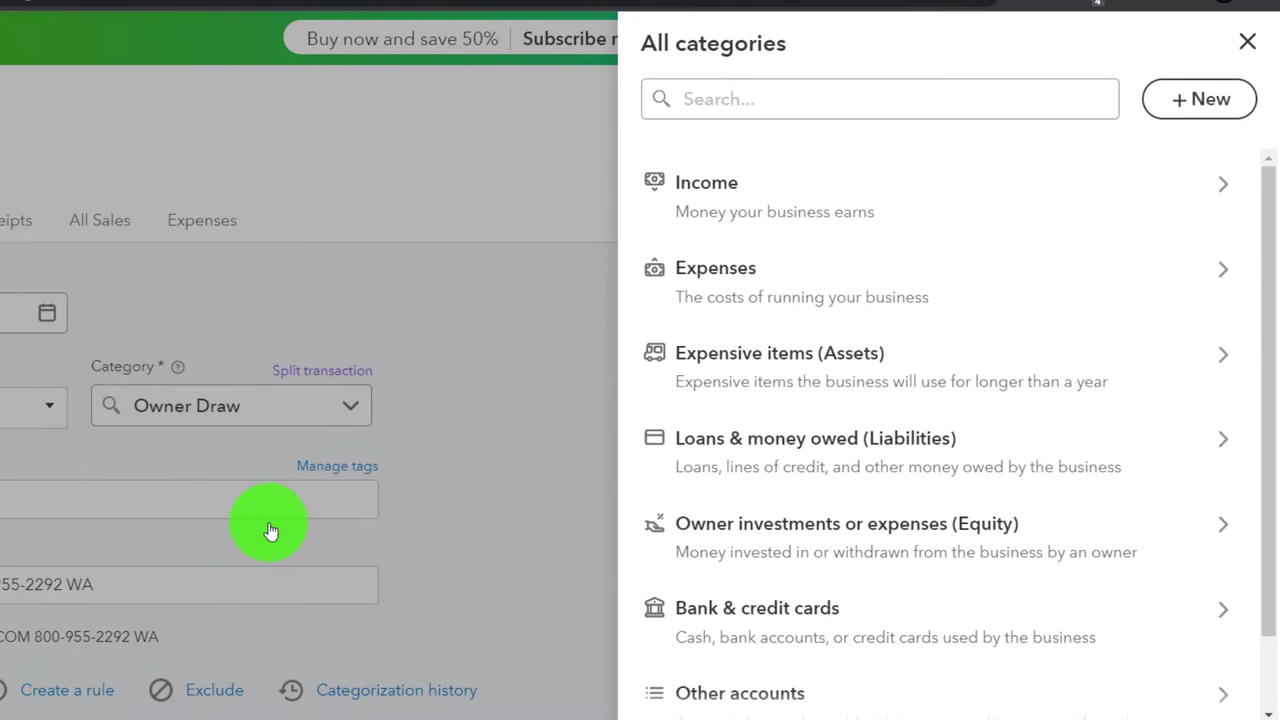 4
Buy now and save 50%
Subscribe
All categories
Search...
+ New
Income
Money your business earns
eipts
All Sales
Expenses
Expenses
The costs of running your business
Expensive items (Assets)
Expensive items the business will use for longer than a year
Category *
Split transaction
Owner Draw
Loans & money owed (Liabilities)
Loans, lines of credit, and other money owed by the business
Manage tags
Owner investments or expenses (Equity)
Money invested in or withdrawn from the business by an owner
955-2292 WA
Bank & credit cards
Cash, bank accounts, or credit cards used by the business
COM 800-955-2292 WA
Create a rule
Exclude
Categorization history
Other accounts